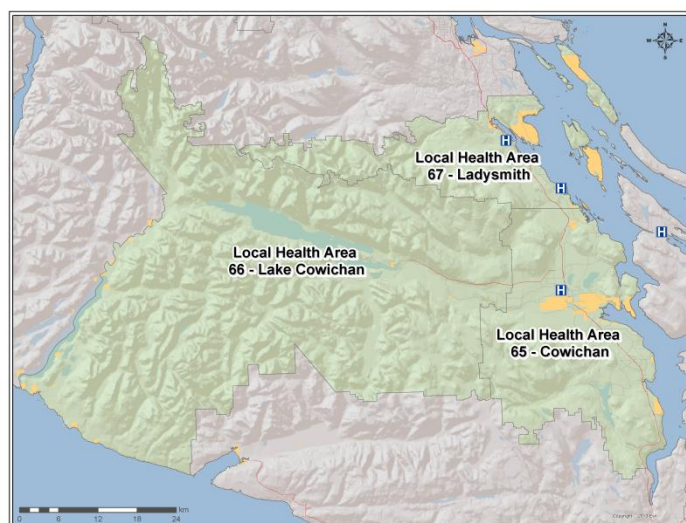 N
W E
S
H
Local Health Area
67 - Ladysmith
H
H
Local Health Area
66 - Lake Cowichan
H
Local Health Area
65 - Cowichan
km
0 3 6 12 18 24